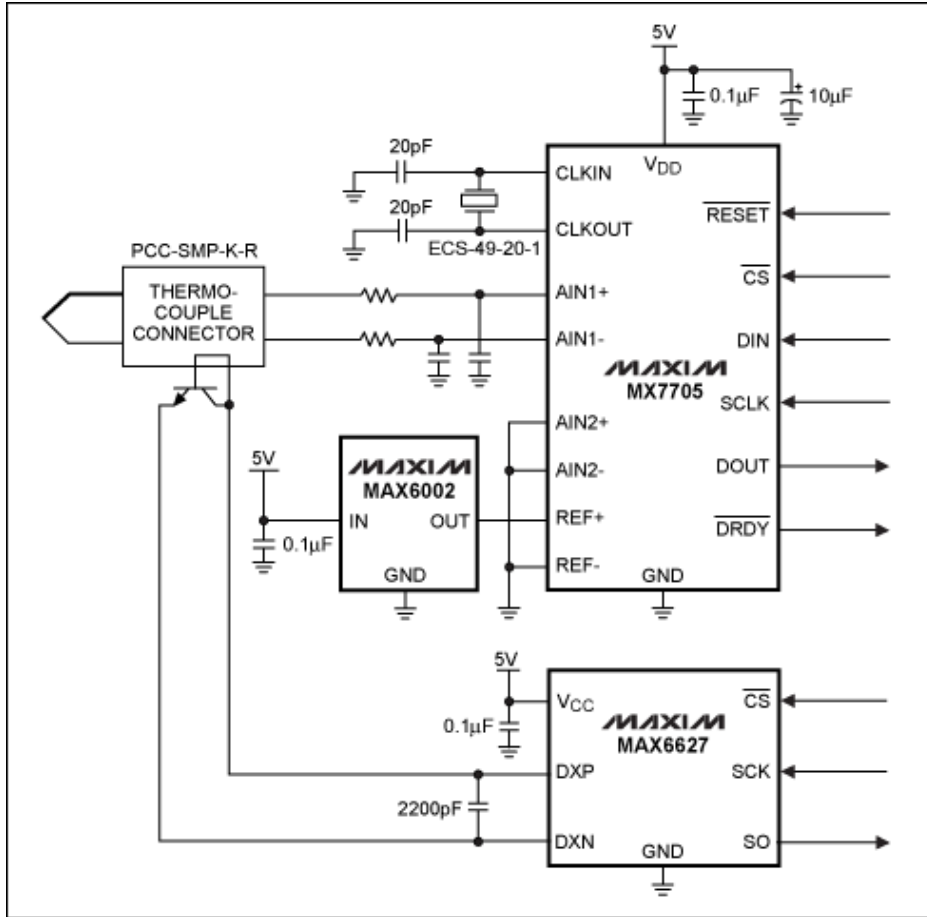 5V
0.1µF
10µF
20pF
VDD
CLKIN
20pF
RESET
CLKOUT
ECS-49-20-1
PCC-SMP-K-R
CS
THERMO-
COUPLE
CONNECTOR
AIN1+
AIN1-
DIN
MAXIM
MX7705
SCLK
AIN2+
5V
MAXIM
MAX6002
AIN2-
DOUT
IN
OUT
REF+
DRDY
0.1µF
GND
REF-
GND
5V
VCC
CS
0.1µF
MAXIM
MAX6627
DXP
SCK
2200pF
DXN
GND
SO